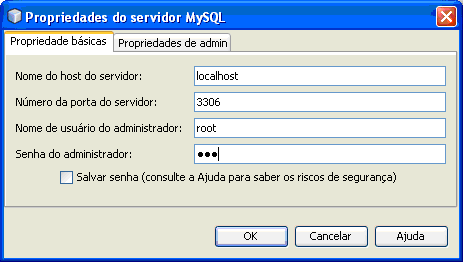 Propriedades do servidor MySQL
Propriedade básicas Propriedades de admin
Nome do host do servidor: localhost
Número da porta do servidor: 3306
Nome de usuário do administrador: root
Senha do administrador: ●●●
Salvar senha (consulte a Ajuda para saber os riscos de segurança)
OK Cancelar Ajuda